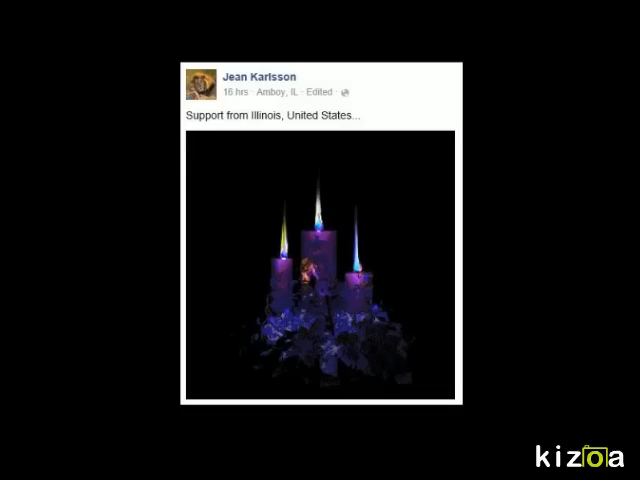 Jean Karlsson
16 hrs · Amboy, IL · Edited ·
Support from Illinois, United States...
kizoa